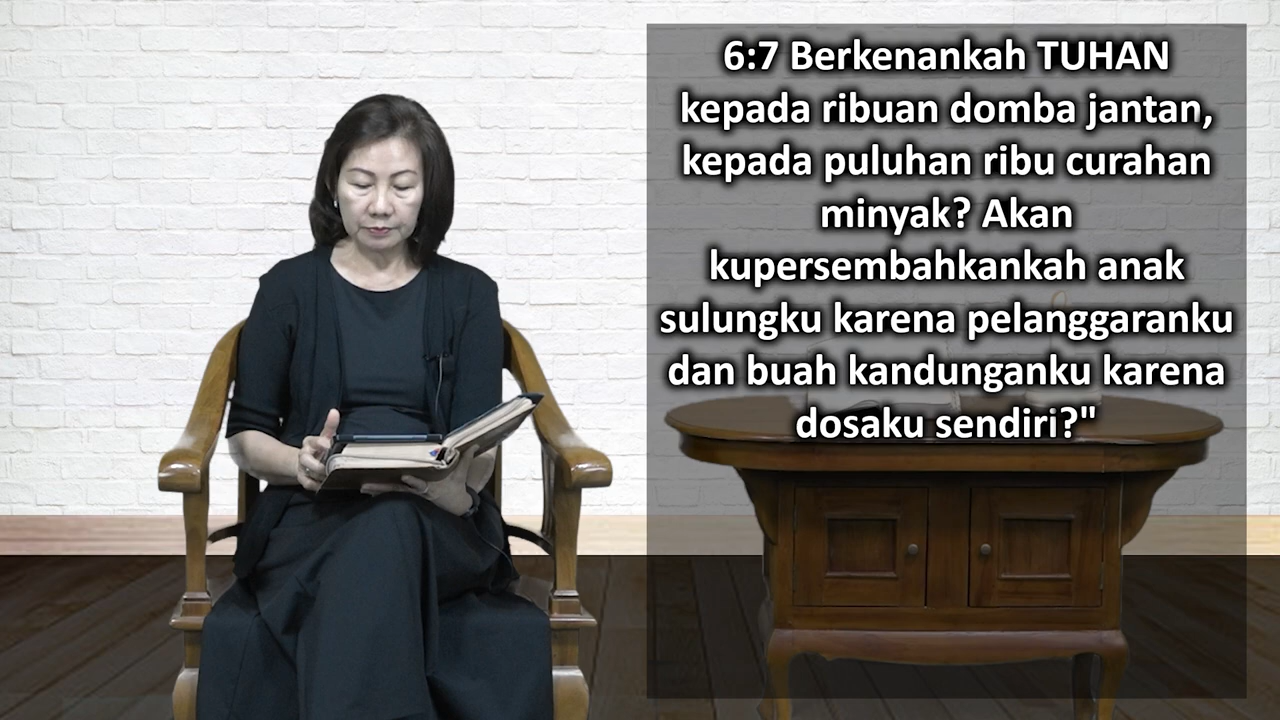 6:7 Berkenankah TUHAN
kepada ribuan domba jantan,
kepada puluhan ribu curahan
minyak? Akan
kupersembahkankah anak
sulungku karena pelanggaranku
dan buah kandunganku karena
dosaku sendiri?"